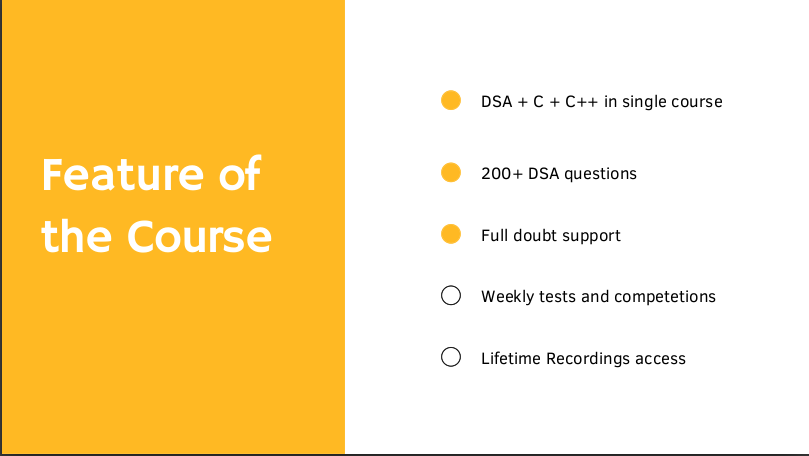 Feature of
the Course
DSA + C + C++ in single course
200+ DSA questions
Full doubt support
Weekly tests and competetions
Lifetime Recordings access